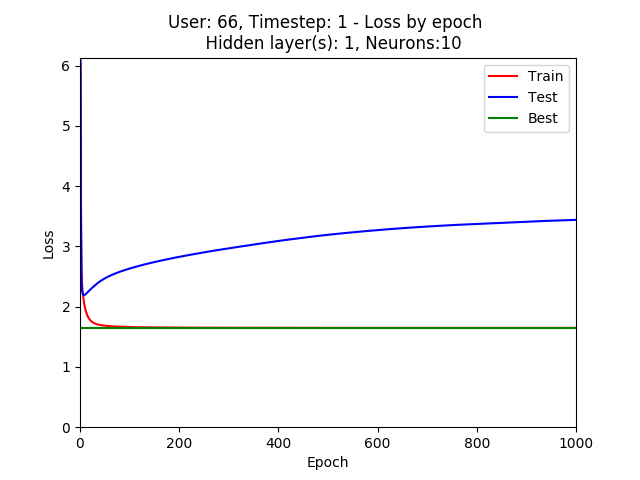 User: 66, Timestep: 1 - Loss by epoch
Hidden layer(s): 1, Neurons:10
Train
Test
Best
6
5
4
3
2
1
0
Loss
0 200 400 600 800 1000
Epoch